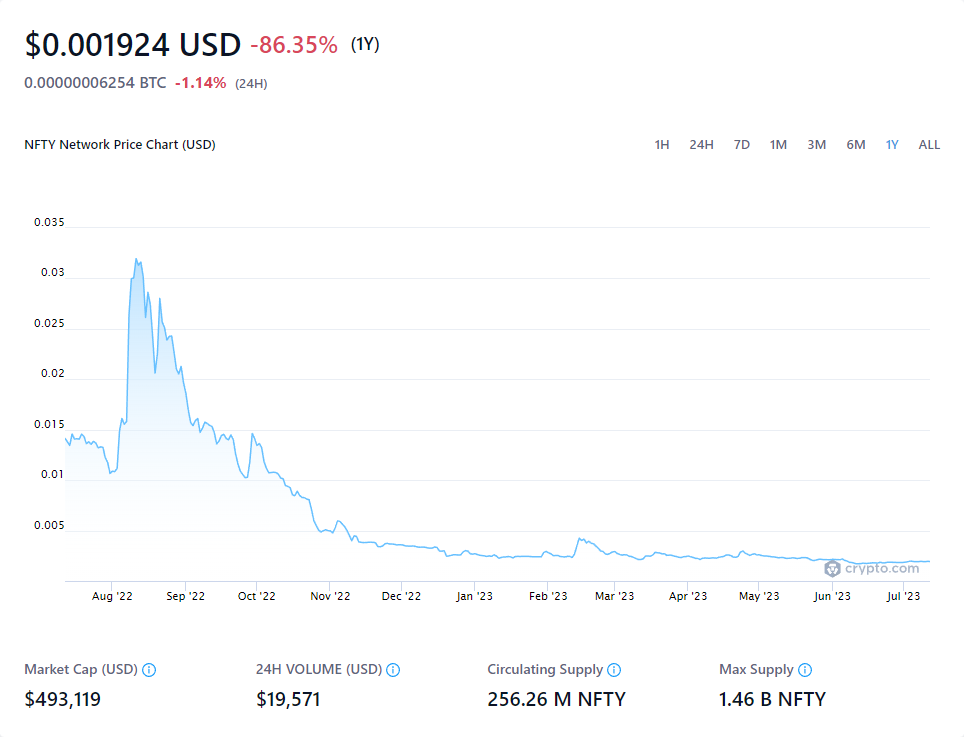 $0.001924 USD -86.35% (1Y)
0.00000006254 BTC -1.14% (24H)
NFTY Network Price Chart (USD) 1H 24H 7D 1M 3M 6M 1Y ALL
0.035
0.03
0.025
0.02
0.015
0.01
0.005
crypto.com
Aug '22 Sep '22 Oct '22 Nov '22 Dec '22 Jan '23 Feb '23 Mar '23 Apr '23 May '23 Jun '23 Jul '23
Market Cap (USD) 24H VOLUME (USD) Circulating Supply Max Supply
$493,119 $19,571 256.26 M NFTY 1.46 B NFTY